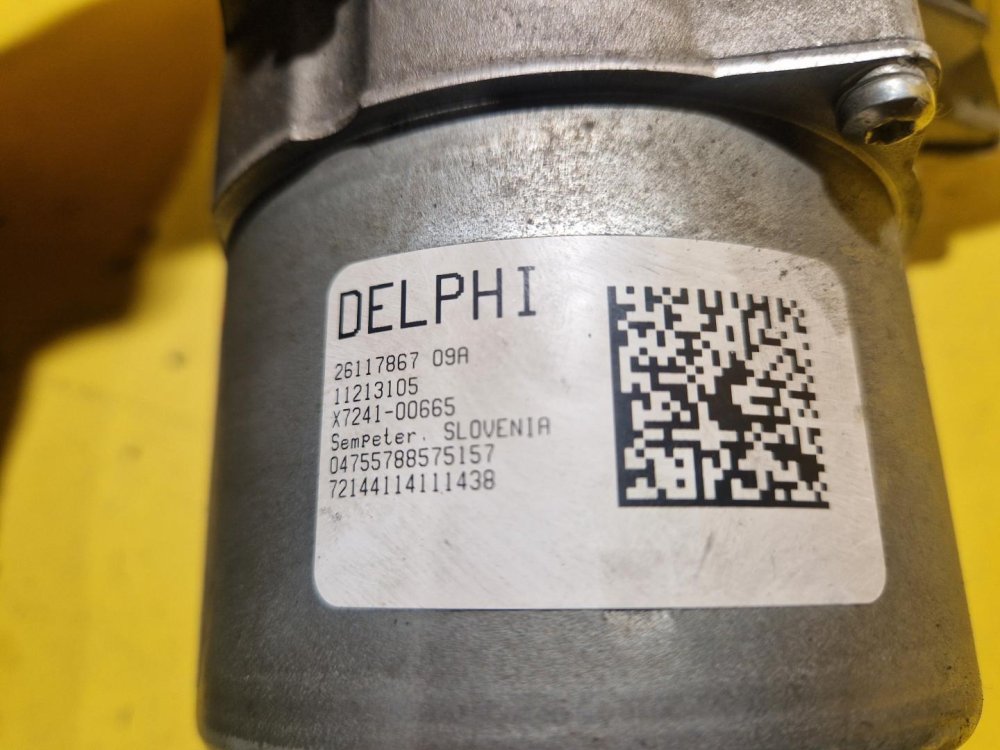 DELPHI
26117867 09A
11213105
X7241-00665
SemPeter. SLOVENIA
04755788575157
72144114111438